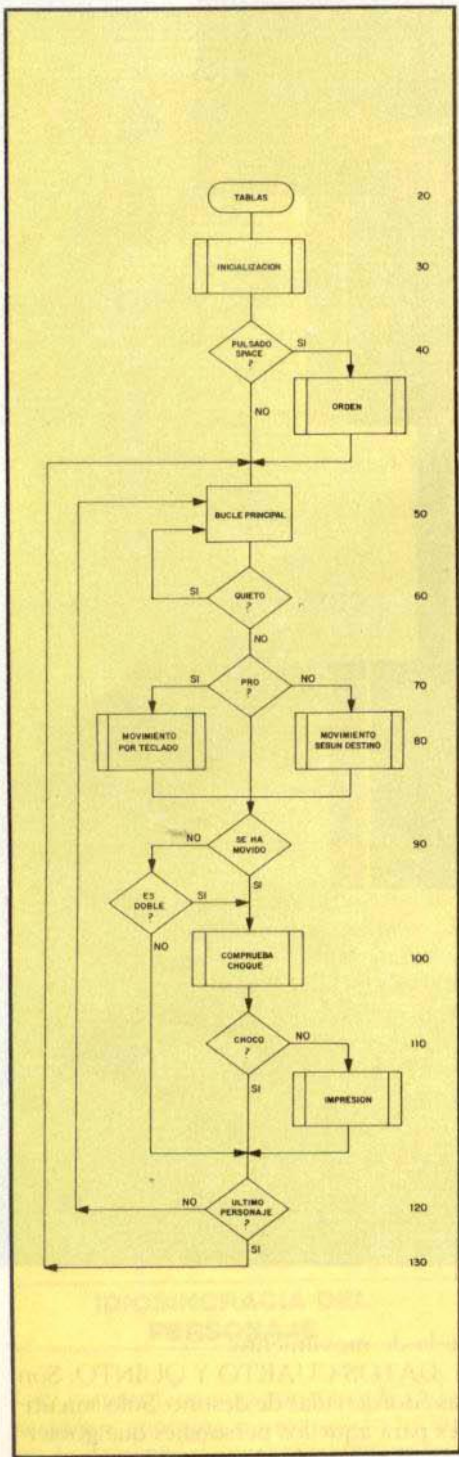 TABLAS 20
INICIALIZACION 30
PULSADO
SPACE
?
SI 40
ORDEN
NO
BUCLE PRINCIPAL 50
SI
QUIETO
?
60
NO
SI
PRO
?
NO 70
MOVIMIENTO
POR TECLADO
MOVIMIENTO
SEGUN DESTINO
80
NO
SE HA
MOVIDO
90
SI
ES
DOBLE
?
SI
NO
COMPRUEBA
CHOQUE
100
CHOCO
?
NO 110
SI
IMPRESION
NO
ULTIMO
PERSONAJE
?
120
SI 130